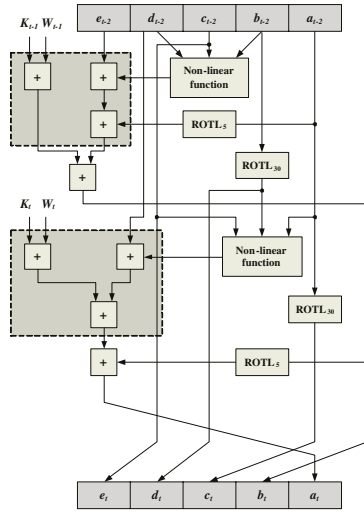 K_{t-1} W_{t-1}
e_{t-2} d_{t-2} c_{t-2} b_{t-2} a_{t-2}
+ +
Non-linear
function
+
ROTL_5
ROTL_30
+
K_t W_t
+ +
Non-linear
function
+
ROTL_30
+
ROTL_5
e_t d_t c_t b_t a_t